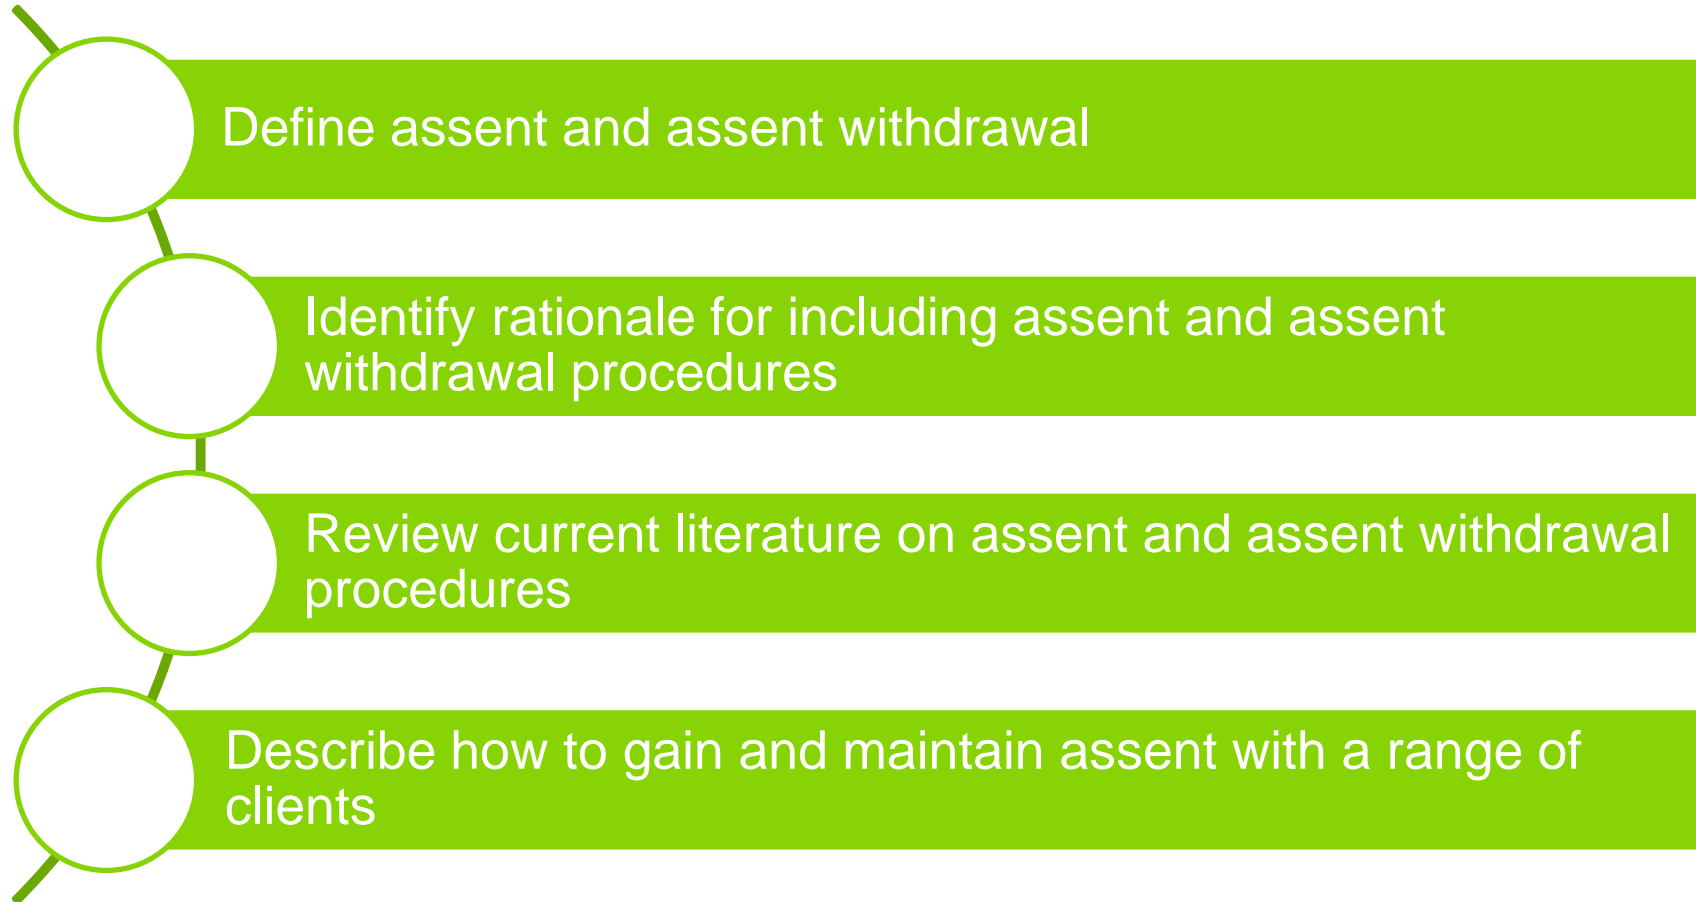 Define assent and assent withdrawal
Identify rationale for including assent and assent
withdrawal procedures
Review current literature on assent and assent withdrawal
procedures
Describe how to gain and maintain assent with a range of
clients